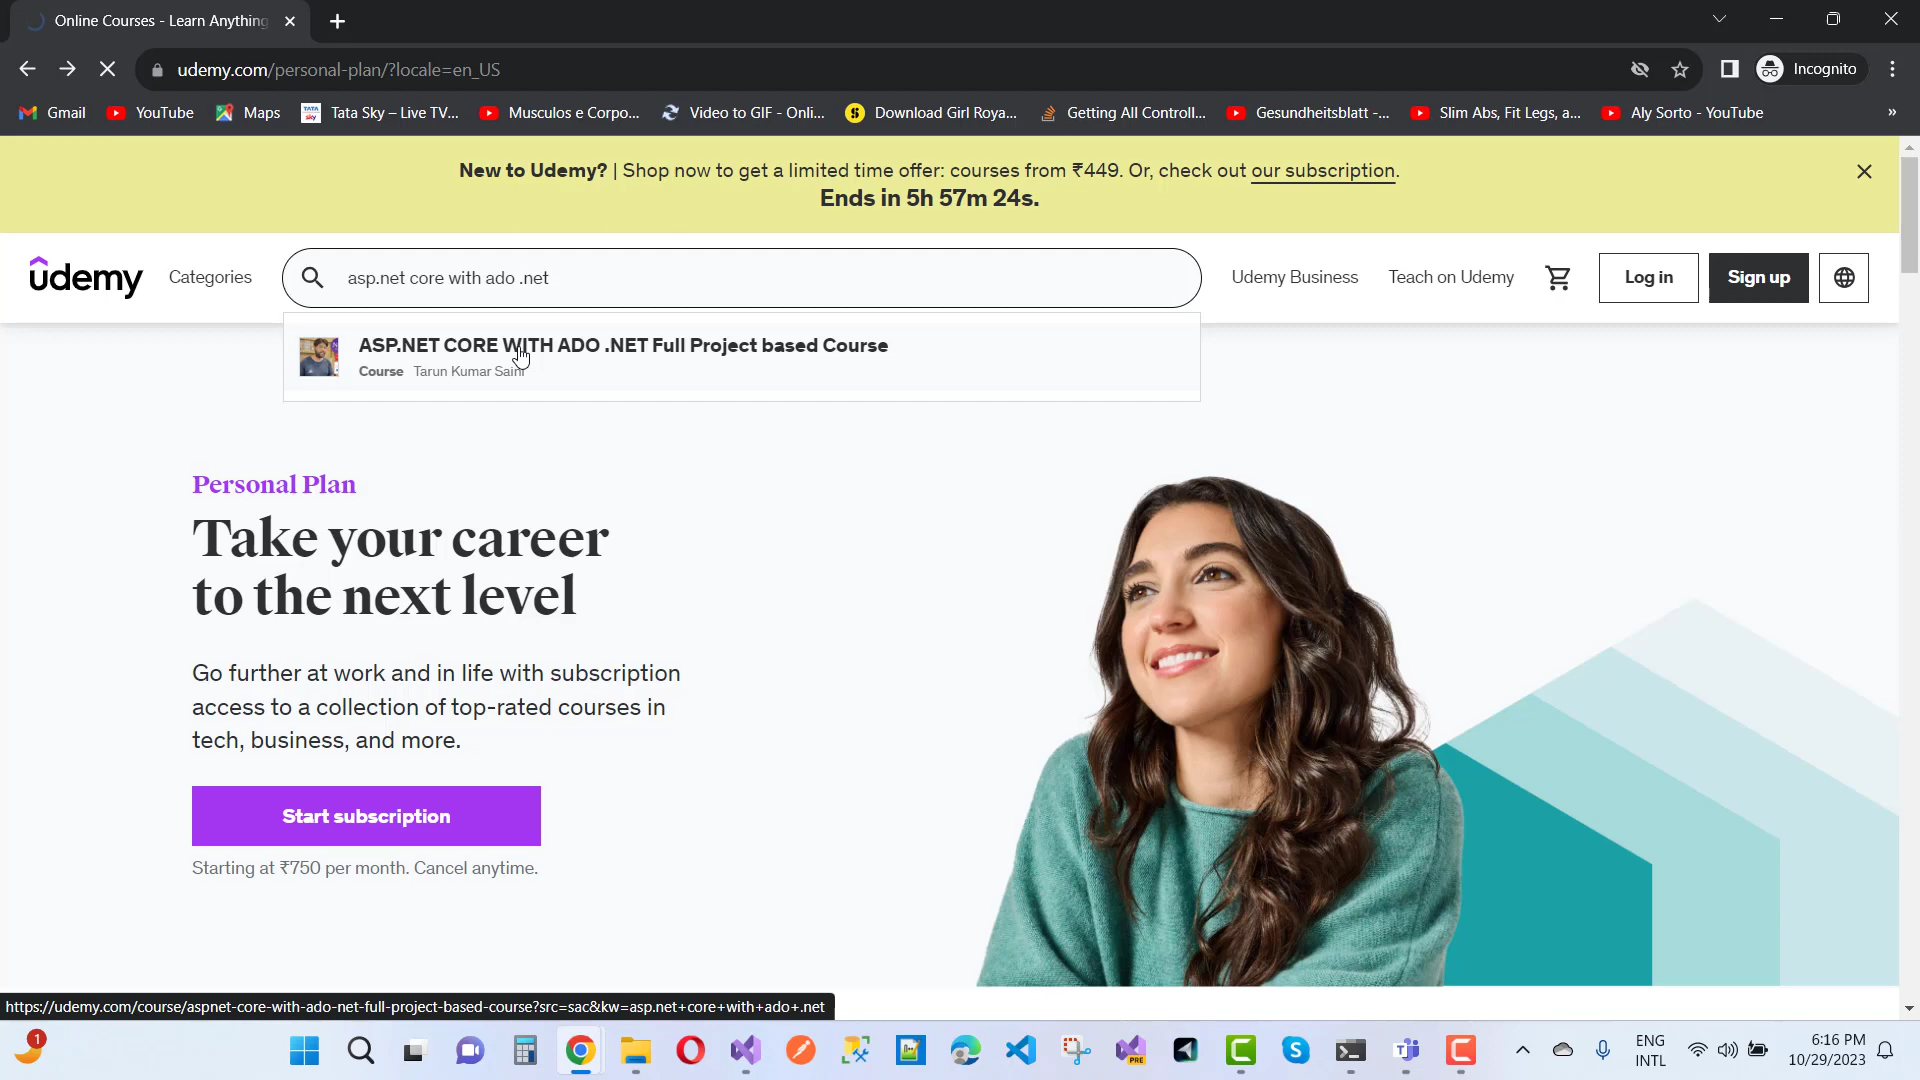 Online Courses - Learn Anything
udemy.com/personal-plan/?locale=en_US
Incognito
Gmail
YouTube
Maps
Tata Sky – Live TV...
Musculos e Corpo...
Video to GIF - Onli...
Download Girl Roya...
Getting All Controll...
Gesundheitsblatt -...
Slim Abs, Fit Legs, a...
Aly Sorto - YouTube
»
New to Udemy? | Shop now to get a limited time offer: courses from ₹449. Or, check out our subscription.
Ends in 5h 57m 24s.
udemy
Categories
asp.net core with ado .net
Udemy Business
Teach on Udemy
Log in
Sign up
ASP.NET CORE WITH ADO .NET Full Project based Course
Course Tarun Kumar Saini
Personal Plan
Take your career
to the next level
Go further at work and in life with subscription
access to a collection of top-rated courses in
tech, business, and more.
Start subscription
Starting at ₹750 per month. Cancel anytime.
https://udemy.com/course/aspnet-core-with-ado-net-full-project-based-course?src=sac&kw=asp.net+core+with+ado+.net
1
PRE
ENG
INTL
6:16 PM
10/29/2023